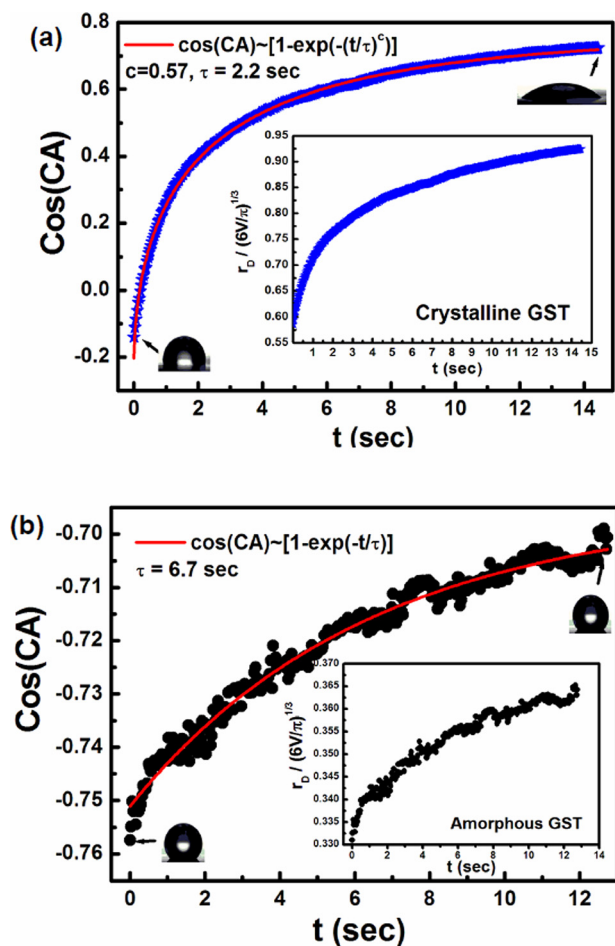 (a)
cos(CA)~[1-exp(-(t/τ)ᶜ)]
c=0.57, τ = 2.2 sec
Cos(CA)
0.8
0.6
0.4
0.2
0.0
-0.2
0 2 4 6 8 10 12 14
t (sec)
r_D / (6V/π)^1/3
0.95
0.90
0.85
0.80
0.75
0.70
0.65
0.60
0.55
Crystalline GST
1 2 3 4 5 6 7 8 9 10 11 12 13 14 15
t (sec)
(b)
cos(CA)~[1-exp(-t/τ)]
τ = 6.7 sec
Cos(CA)
-0.70
-0.71
-0.72
-0.73
-0.74
-0.75
-0.76
0 2 4 6 8 10 12
t (sec)
r_D / (6V/π)^1/3
0.370
0.365
0.360
0.355
0.350
0.345
0.340
0.335
0.330
Amorphous GST
0 2 4 6 8 10 12 14
t (sec)